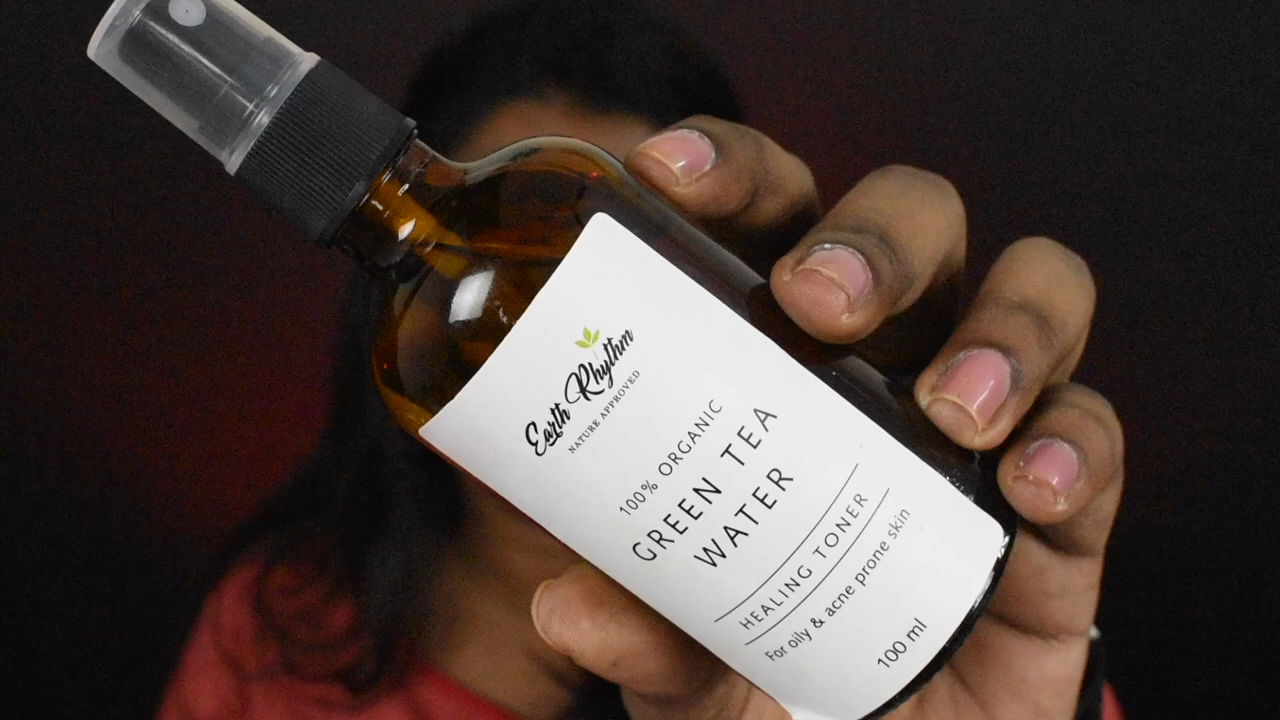 Earth Rhythm
NATURE APPROVED
100% ORGANIC
GREEN TEA
WATER
HEALING TONER
For oily & acne prone skin
100 ml